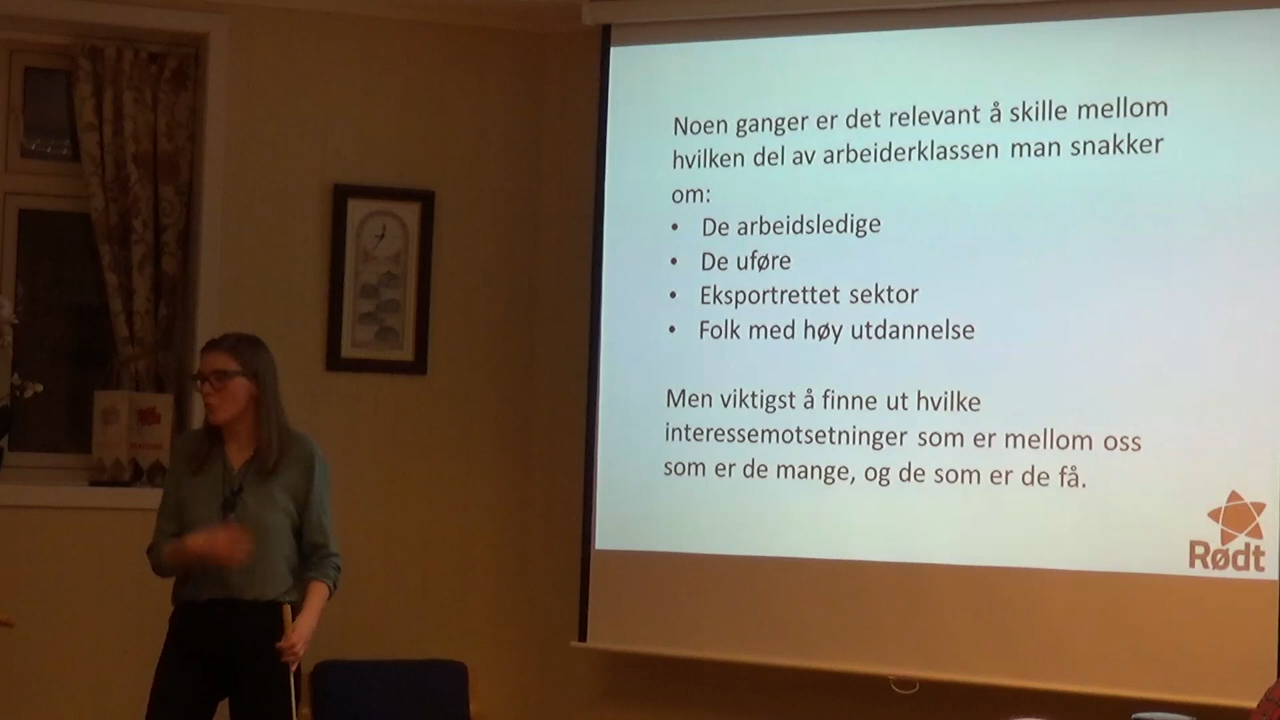 Noen ganger er det relevant å skille mellom
hvilken del av arbeiderklassen man snakker
om:
• De arbeidsledige
• De uføre
• Eksportrettet sektor
• Folk med høy utdannelse
Men viktigst å finne ut hvilke
interessemotsetninger som er mellom oss
som er de mange, og de som er de få.
Rødt